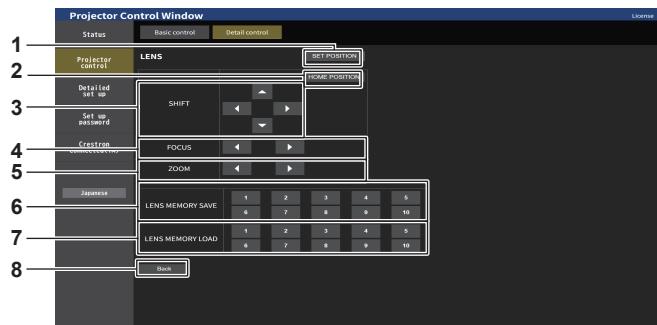 Projector Control Window
License
Status
Basic control
Detail control
1
LENS
SET POSITION
Projector
control
2
HOME POSITION
Detailed
set up
3
SHIFT
Set up
password
4
Crestron
FOCUS
5
ZOOM
Japanese
6
LENS MEMORY SAVE
1 2 3 4 5
6 7 8 9 10
7
LENS MEMORY LOAD
1 2 3 4 5
6 7 8 9 10
8
Back